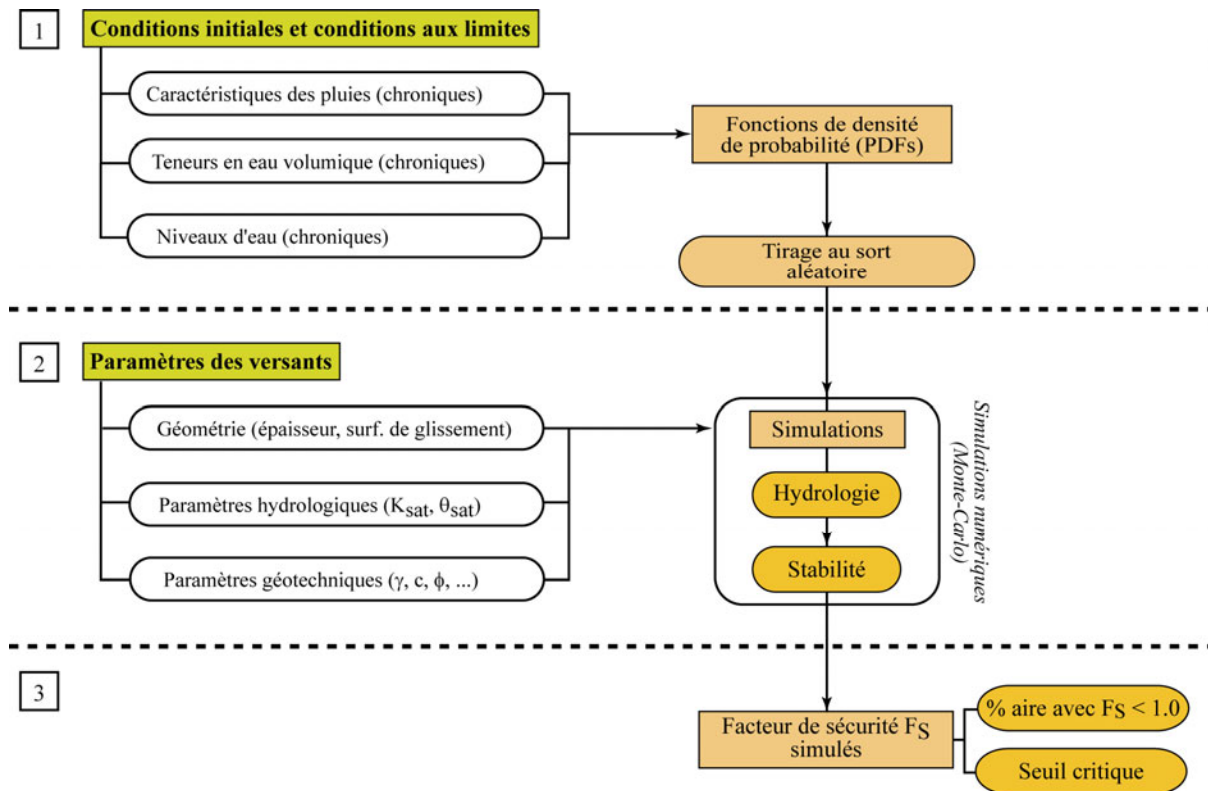 1
Conditions initiales et conditions aux limites
Caractéristiques des pluies (chroniques)
Teneurs en eau volumique (chroniques)
Niveaux d'eau (chroniques)
Fonctions de densité
de probabilité (PDFs)
Tirage au sort
aléatoire
2
Paramètres des versants
Géométrie (épaisseur, surf. de glissement)
Paramètres hydrologiques (Ksat, θsat)
Paramètres géotechniques (γ, c, ϕ, ...)
Simulations
Hydrologie
Stabilité
Simulations numériques
(Monte-Carlo)
3
Facteur de sécurité FS
simulés
% aire avec FS < 1.0
Seuil critique